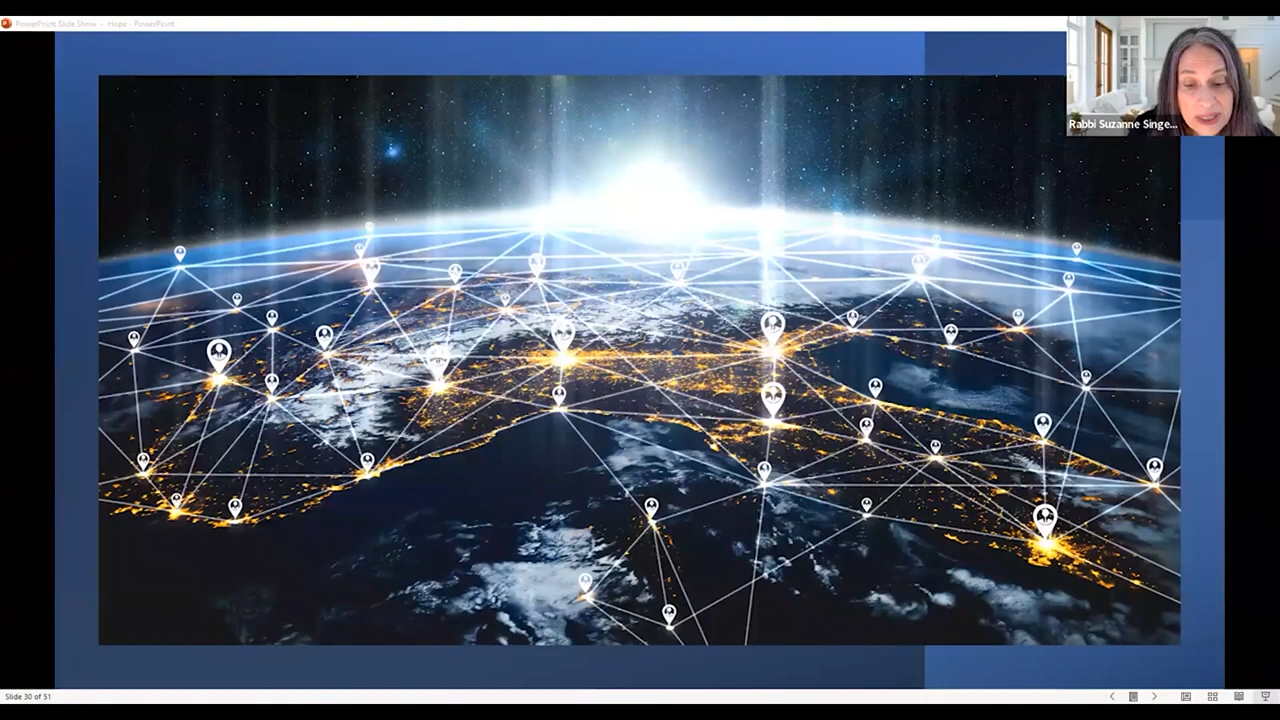 PowerPoint Slide Show - Hope - PowerPoint
Rabbi Suzanne Singe...
Slide 30 of 51